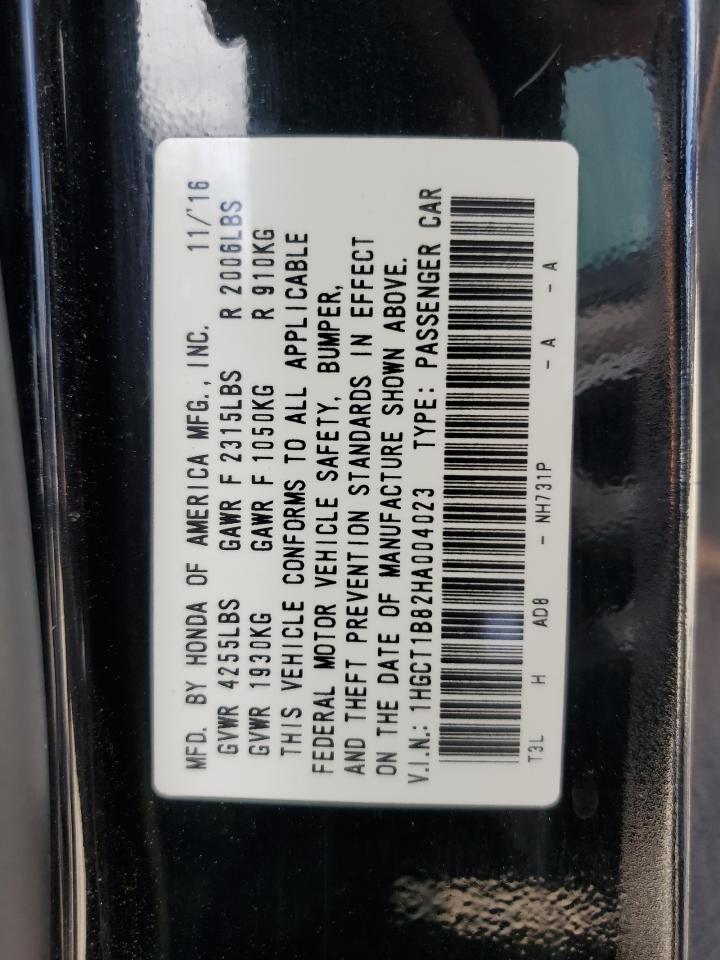 MFD. BY HONDA OF AMERICA MFG., INC. 11/'16
GVWR 4255LBS GAWR F 2315LBS R 2006LBS
GVWR 1930KG GAWR F 1050KG R 910KG
THIS VEHICLE CONFORMS TO ALL APPLICABLE
FEDERAL MOTOR VEHICLE SAFETY, BUMPER,
AND THEFT PREVENTION STANDARDS IN EFFECT
ON THE DATE OF MANUFACTURE SHOWN ABOVE.
V.I.N.: 1HGCT1B82HA004023 TYPE: PASSENGER CAR
T3L H AD8 - NH731P - A - A